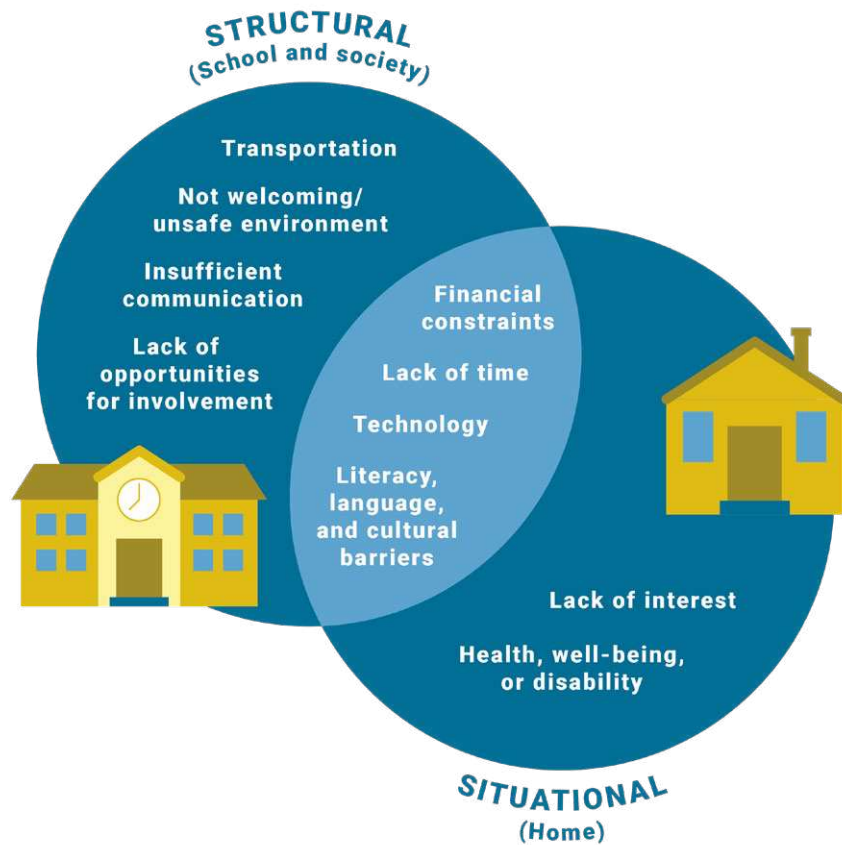 STRUCTURAL
(School and society)
Transportation
Not welcoming/
unsafe environment
Insufficient
communication
Lack of
opportunities
for involvement
Financial
constraints
Lack of time
Technology
Literacy,
language,
and cultural
barriers
Lack of interest
Health, well-being,
or disability
SITUATIONAL
(Home)